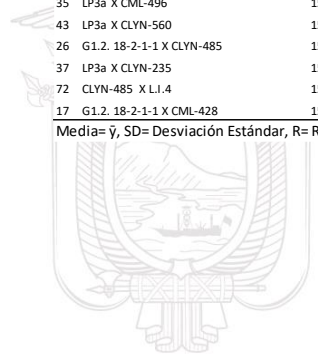 35 LP3a X CML-496
43 LP3a X CLYN-560
26 G1.2. 18-2-1-1 X CLYN-485
37 LP3a X CLYN-235
72 CLYN-485 X L.I.4
17 G1.2. 18-2-1-1 X CML-428
Media= ȳ, SD= Desviación Estándar, R=